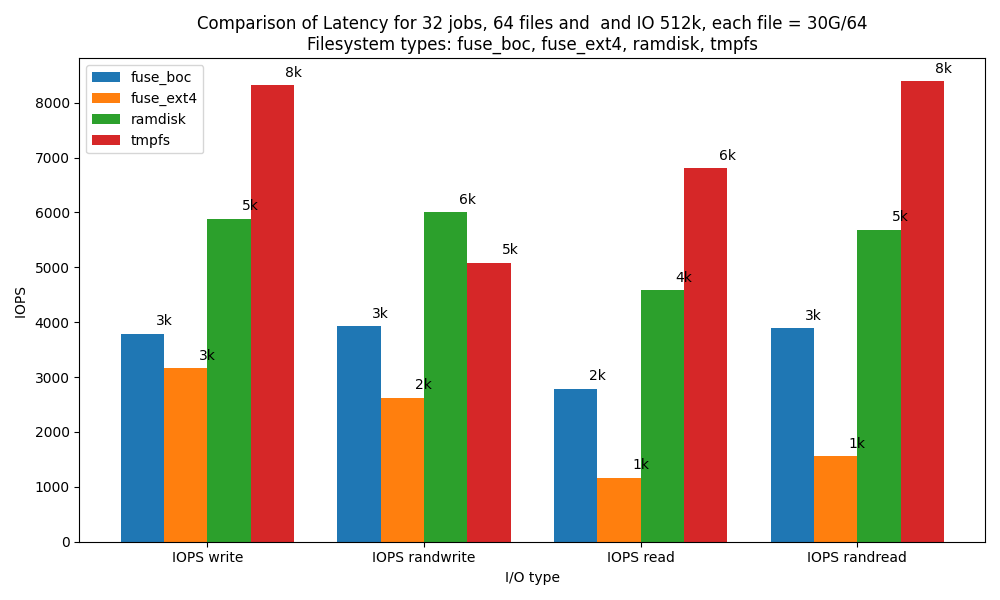 Comparison of Latency for 32 jobs, 64 files and  and IO 512k, each file = 30G/64
Filesystem types: fuse_boc, fuse_ext4, ramdisk, tmpfs
fuse_boc
fuse_ext4
ramdisk
tmpfs
IOPS
8000
7000
6000
5000
4000
3000
2000
1000
0
3k
3k
5k
8k
3k
2k
6k
5k
2k
1k
4k
6k
3k
1k
5k
8k
IOPS write
IOPS randwrite
IOPS read
IOPS randread
I/O type